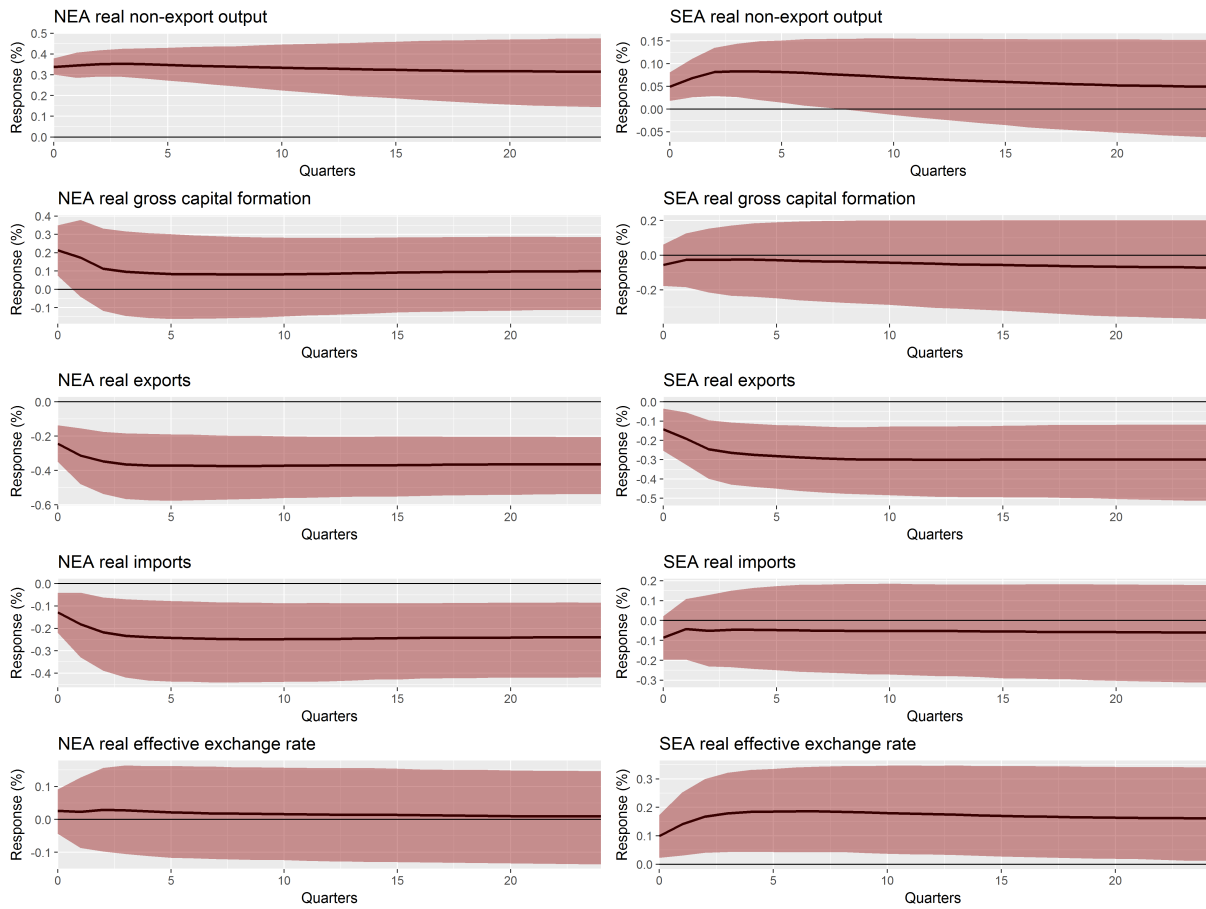 NEA real non-export output
Response (%)
0.5
0.4
0.3
0.2
0.1
0.0
0 5 10 15 20
Quarters
SEA real non-export output
Response (%)
0.15
0.10
0.05
0.00
-0.05
0 5 10 15 20
Quarters
NEA real gross capital formation
Response (%)
0.4
0.3
0.2
0.1
0.0
-0.1
0 5 10 15 20
Quarters
SEA real gross capital formation
Response (%)
0.2
0.0
-0.2
0 5 10 15 20
Quarters
NEA real exports
Response (%)
0.0
-0.2
-0.4
-0.6
0 5 10 15 20
Quarters
SEA real exports
Response (%)
0.0
-0.1
-0.2
-0.3
-0.4
-0.5
0 5 10 15 20
Quarters
NEA real imports
Response (%)
0.0
-0.1
-0.2
-0.3
-0.4
0 5 10 15 20
Quarters
SEA real imports
Response (%)
0.2
0.1
0.0
-0.1
-0.2
-0.3
0 5 10 15 20
Quarters
NEA real effective exchange rate
Response (%)
0.1
0.0
-0.1
0 5 10 15 20
Quarters
SEA real effective exchange rate
Response (%)
0.3
0.2
0.1
0.0
0 5 10 15 20
Quarters